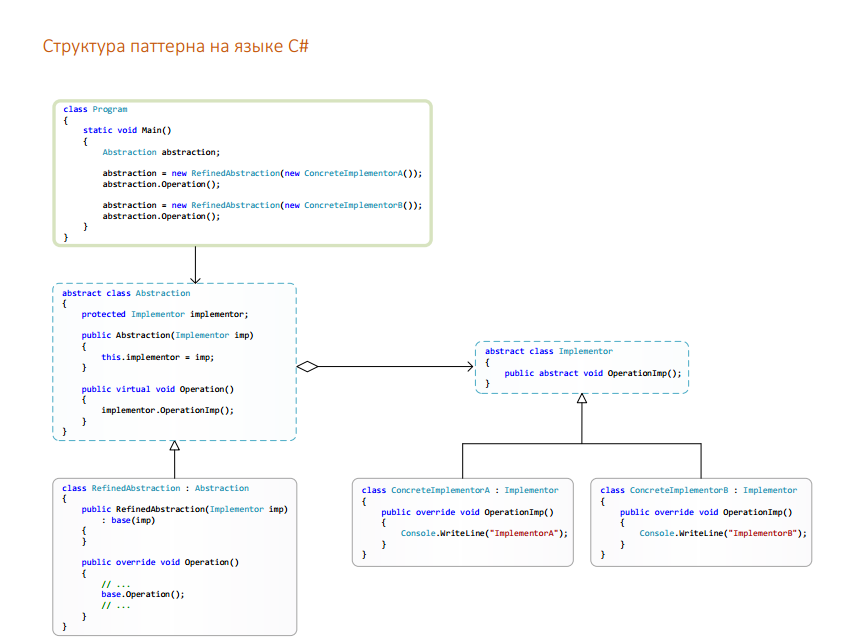 Структура паттерна на языке C#
class Program
{
    static void Main()
    {
        Abstraction abstraction;

        abstraction = new RefinedAbstraction(new ConcreteImplementorA());
        abstraction.Operation();

        abstraction = new RefinedAbstraction(new ConcreteImplementorB());
        abstraction.Operation();
    }
}
abstract class Abstraction
{
    protected Implementor implementor;

    public Abstraction(Implementor imp)
    {
        this.implementor = imp;
    }

    public virtual void Operation()
    {
        implementor.OperationImp();
    }
}
abstract class Implementor
{
    public abstract void OperationImp();
}
class RefinedAbstraction : Abstraction
{
    public RefinedAbstraction(Implementor imp)
        : base(imp)
    {
    }

    public override void Operation()
    {
        // ...
        base.Operation();
        // ...
    }
}
class ConcreteImplementorA : Implementor
{
    public override void OperationImp()
    {
        Console.WriteLine("ImplementorA");
    }
}
class ConcreteImplementorB : Implementor
{
    public override void OperationImp()
    {
        Console.WriteLine("ImplementorB");
    }
}